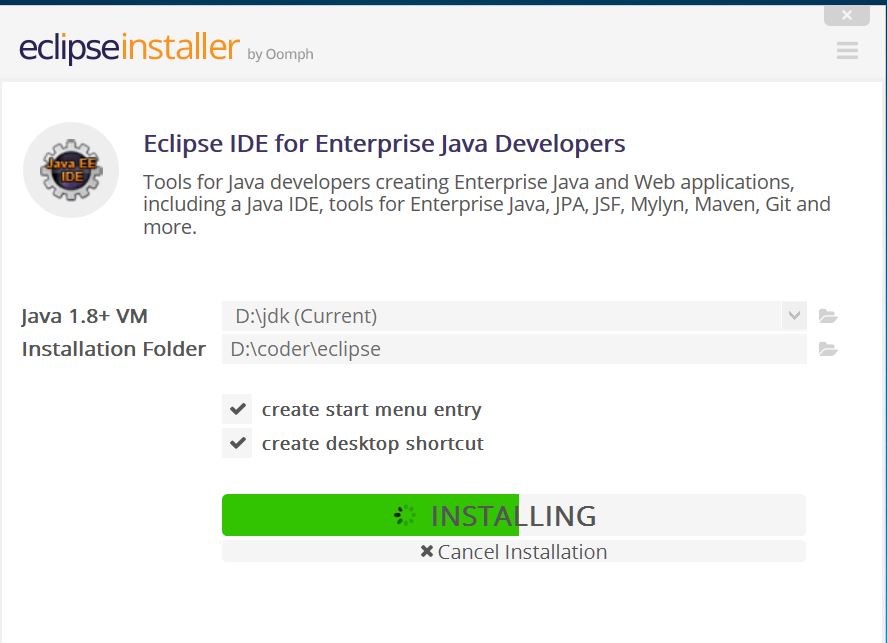 eclipseinstaller by Oomph
Eclipse IDE for Enterprise Java Developers
Java EE
IDE
Tools for Java developers creating Enterprise Java and Web applications,
including a Java IDE, tools for Enterprise Java, JPA, JSF, Mylyn, Maven, Git and
more.
Java 1.8+ VM D:\jdk (Current)
Installation Folder D:\coder\eclipse
create start menu entry
create desktop shortcut
INSTALLING
Cancel Installation